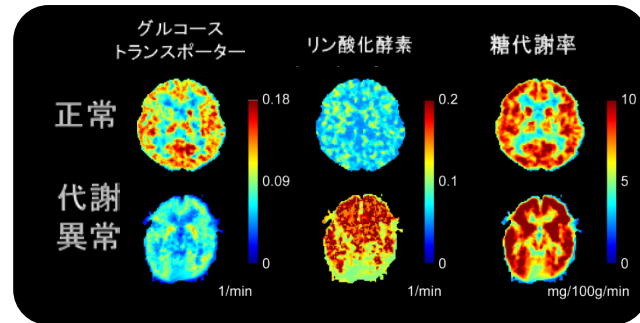 グルコース
トランスポーター
リン酸化酵素
糖代謝率
正常
0.18
0.09
0
0.2
0.1
0
10
5
0
代謝
異常
1/min
1/min
mg/100g/min